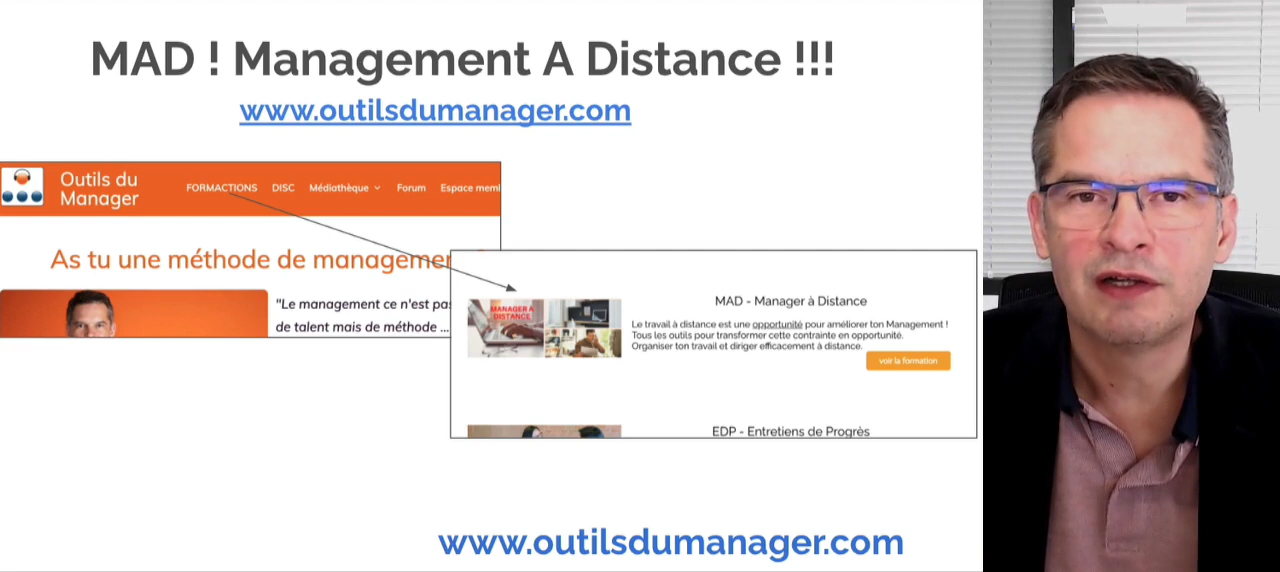 MAD ! Management A Distance !!!
www.outilsdumanager.com
Outils du
Manager
FORMACTIONS DISC Médiathèque Forum Espace
As tu une méthode de
"Le management ce n'est
de talent mais de méthode ...
MANAGER A
DISTANCE
MAD - Manager à Distance
Le travail à distance est une opportunité pour améliorer ton Management !
Tous les outils pour transformer cette contrainte en opportunité.
Organiser ton travail et diriger efficacement à distance.
voir la formation
EDP - Entretiens de Progrès
www.outilsdumanager.com